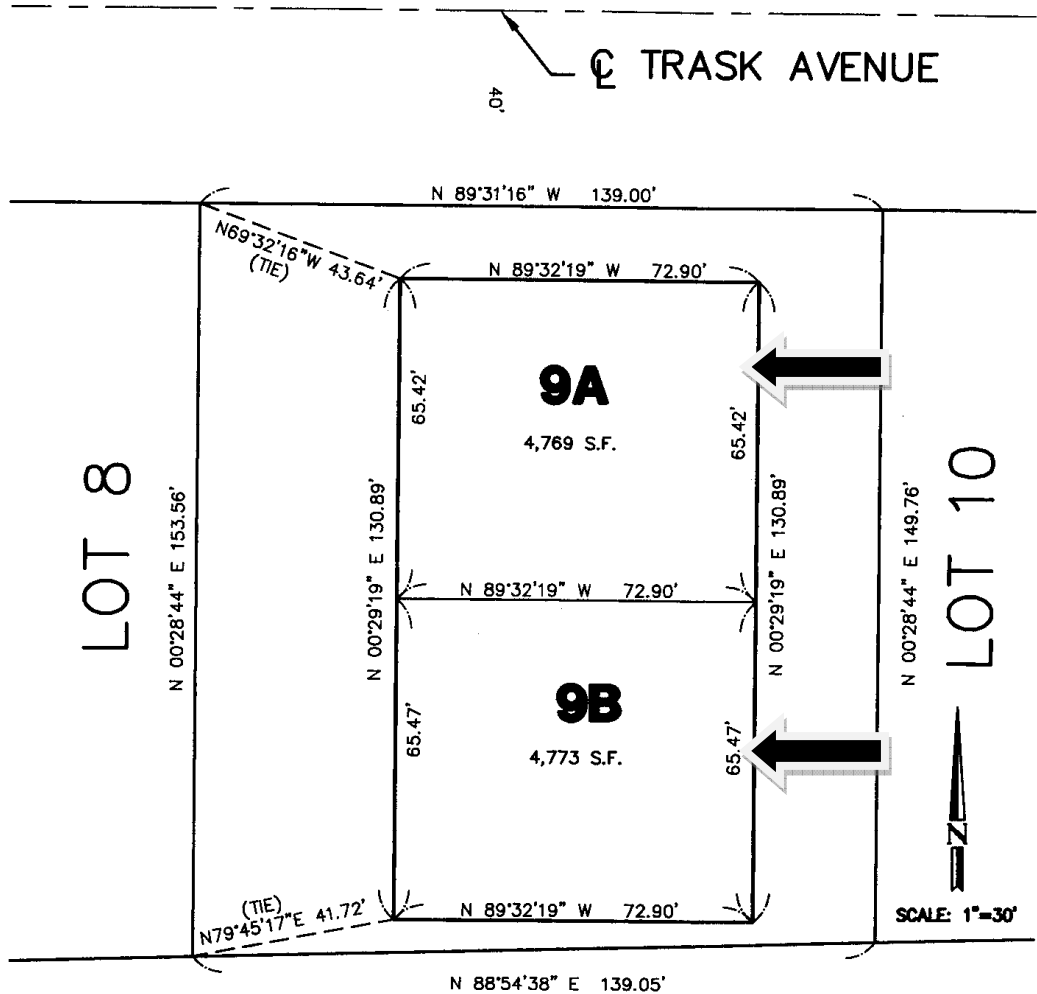 ℄ TRASK AVENUE
40'
N 89°31'16" W 139.00'
N69°32'16"W 43.64'
(TIE)
N 89°32'19" W 72.90'
9A
4,769 S.F.
65.42'
65.42'
LOT 8
N 00°28'44" E 153.56'
N 00°29'19" E 130.89'
N 00°29'19" E 130.89'
N 00°28'44" E 149.76'
LOT 10
N 89°32'19" W 72.90'
9B
4,773 S.F.
65.47'
65.47'
N
SCALE: 1"=30'
(TIE)
N79°45'17"E 41.72'
N 89°32'19" W 72.90'
N 88°54'38" E 139.05'